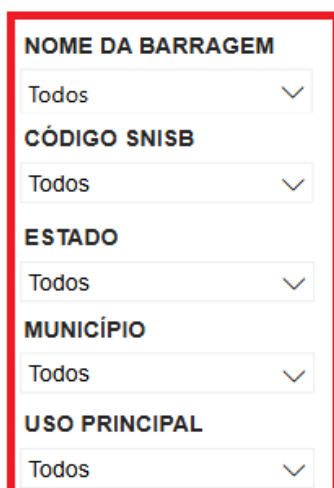 NOME DA BARRAGEM
Todos
CÓDIGO SNISB
Todos
ESTADO
Todos
MUNICÍPIO
Todos
USO PRINCIPAL
Todos